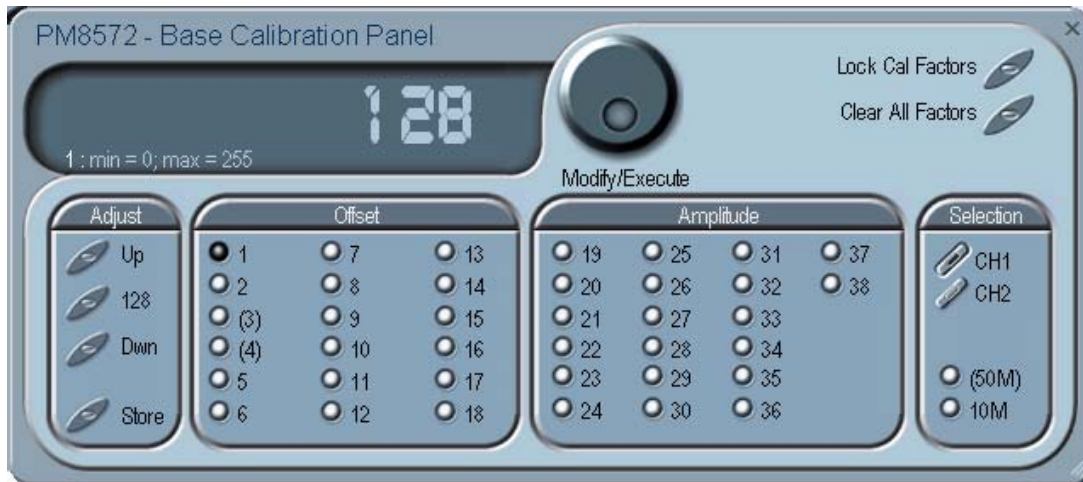 PM8572 - Base Calibration Panel
128
1 : min = 0; max = 255
Modify/Execute
Lock Cal Factors
Clear All Factors
Adjust
Up
128
Dwn
Store
Offset
1 7 13
2 8 14
(3) 9 15
(4) 10 16
5 11 17
6 12 18
Amplitude
19 25 31 37
20 26 32 38
21 27 33
22 28 34
23 29 35
24 30 36
Selection
CH1
CH2
(50M)
10M